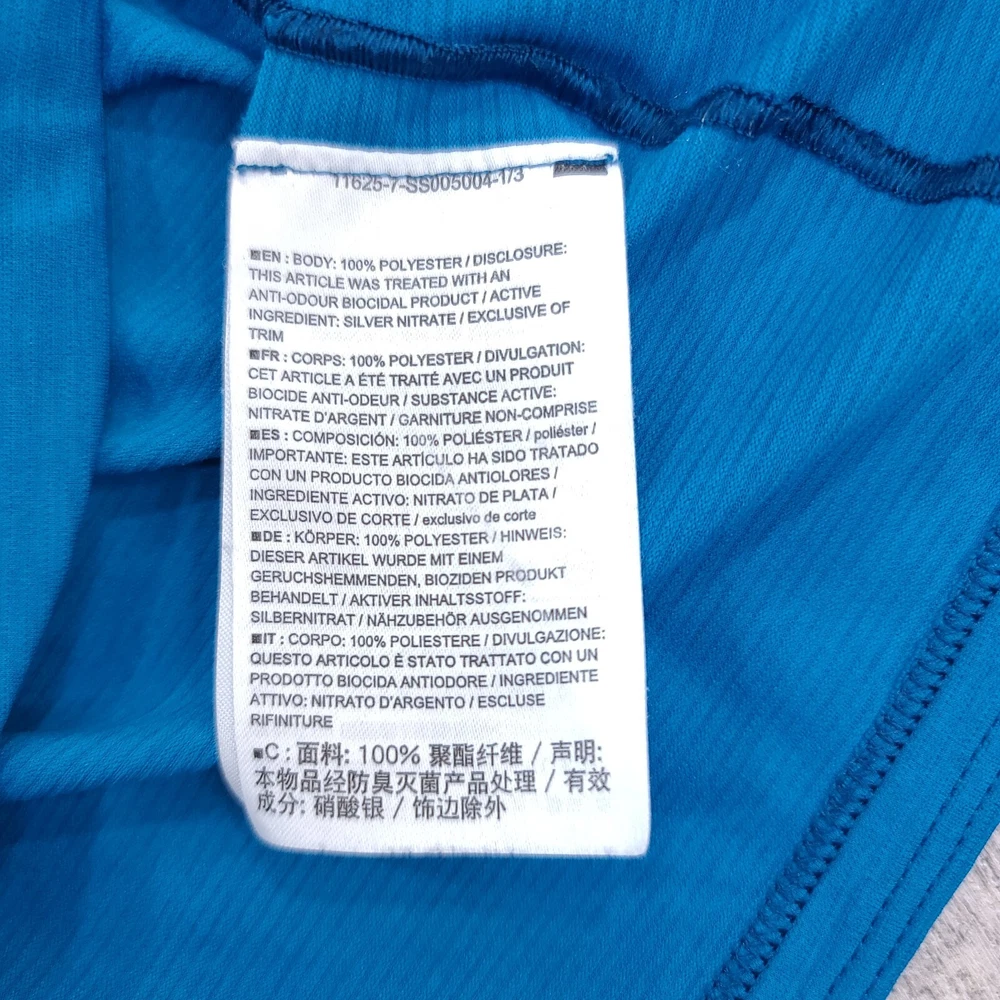 11625-7-SS005004-1/3
EN : BODY: 100% POLYESTER / DISCLOSURE:
THIS ARTICLE WAS TREATED WITH AN
ANTI-ODOUR BIOCIDAL PRODUCT / ACTIVE
INGREDIENT: SILVER NITRATE / EXCLUSIVE OF
TRIM
FR : CORPS: 100% POLYESTER / DIVULGATION:
CET ARTICLE A ÉTÉ TRAITÉ AVEC UN PRODUIT
BIOCIDE ANTI-ODEUR / SUBSTANCE ACTIVE:
NITRATE D'ARGENT / GARNITURE NON-COMPRISE
ES : COMPOSICIÓN: 100% POLIÉSTER / poliéster /
IMPORTANTE: ESTE ARTÍCULO HA SIDO TRATADO
CON UN PRODUCTO BIOCIDA ANTIOLORES /
INGREDIENTE ACTIVO: NITRATO DE PLATA /
EXCLUSIVO DE CORTE / exclusivo de corte
DE : KÖRPER: 100% POLYESTER / HINWEIS:
DIESER ARTIKEL WURDE MIT EINEM
GERUCHSHEMMENDEN, BIOZIDEN PRODUKT
BEHANDELT / AKTIVER INHALTSSTOFF:
SILBERNITRAT / NÄHZUBEHÖR AUSGENOMMEN
IT : CORPO: 100% POLIESTERE / DIVULGAZIONE:
QUESTO ARTICOLO È STATO TRATTATO CON UN
PRODOTTO BIOCIDA ANTIODORE / INGREDIENTE
ATTIVO: NITRATO D'ARGENTO / ESCLUSE
RIFINITURE
C : 面料: 100% 聚酯纤维 / 声明:
本物品经防臭灭菌产品处理 / 有效
成分: 硝酸银 / 饰边除外